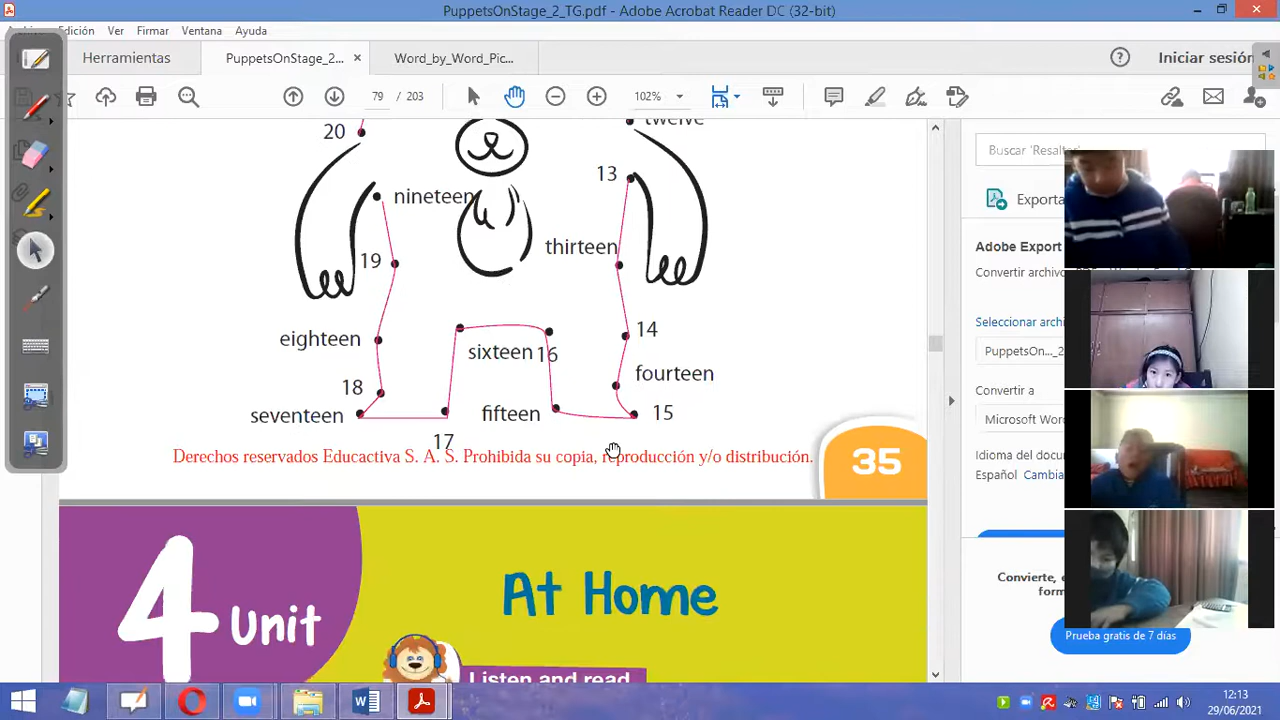 PuppetsOnStage_2_TG.pdf - Adobe Acrobat Reader DC (32-bit)
Edición Ver Firmar Ventana Ayuda
Herramientas PuppetsOnStage_2... × Word_by_Word_Pic... Iniciar sesión
79 / 203 102%
20 twelve
13
nineteen
thirteen
19
14
eighteen
sixteen 16
fourteen
18
seventeen
fifteen
15
17
Derechos reservados Educactiva S. A. S. Prohibida su copia, reproducción y/o distribución.
35
4 Unit
At Home
Listen and read
Buscar 'Resalte
Exporta
Adobe Export
Convertir archivo
Seleccionar archi
PuppetsOn..._2
Convertir a
Microsoft Word
Idioma del docu
Español Cambia
Convierte, e
form
Prueba gratis de 7 días
12:13
29/06/2021